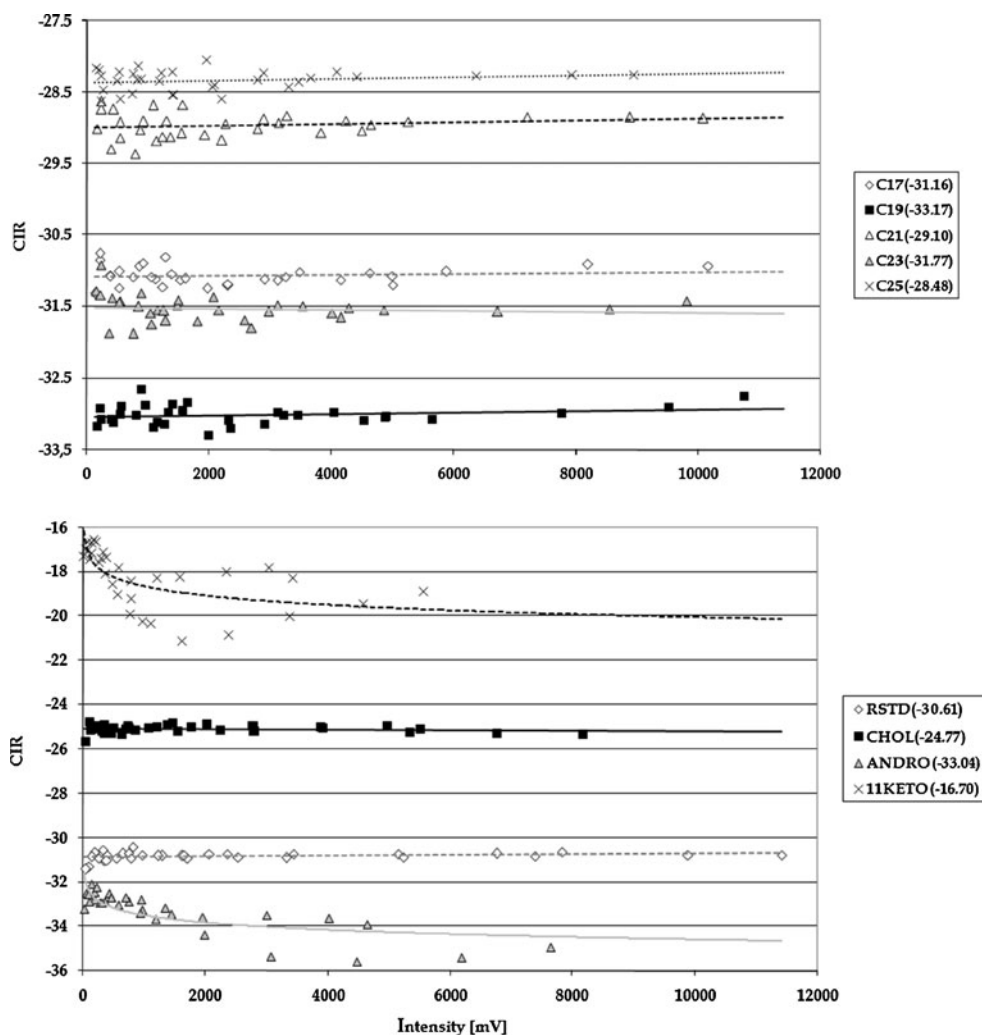 -27.5
-28.5
-29.5
-30.5
-31.5
-32.5
-33.5
CIR
0
2000
4000
6000
8000
10000
12000
C17(-31.16)
C19(-33.17)
C21(-29.10)
C23(-31.77)
C25(-28.48)
-16
-18
-20
-22
-24
-26
-28
-30
-32
-34
-36
CIR
0
2000
4000
6000
8000
10000
12000
Intensity [mV]
RSTD(-30.61)
CHOL(-24.77)
ANDRO(-33.04)
11KETO(-16.70)